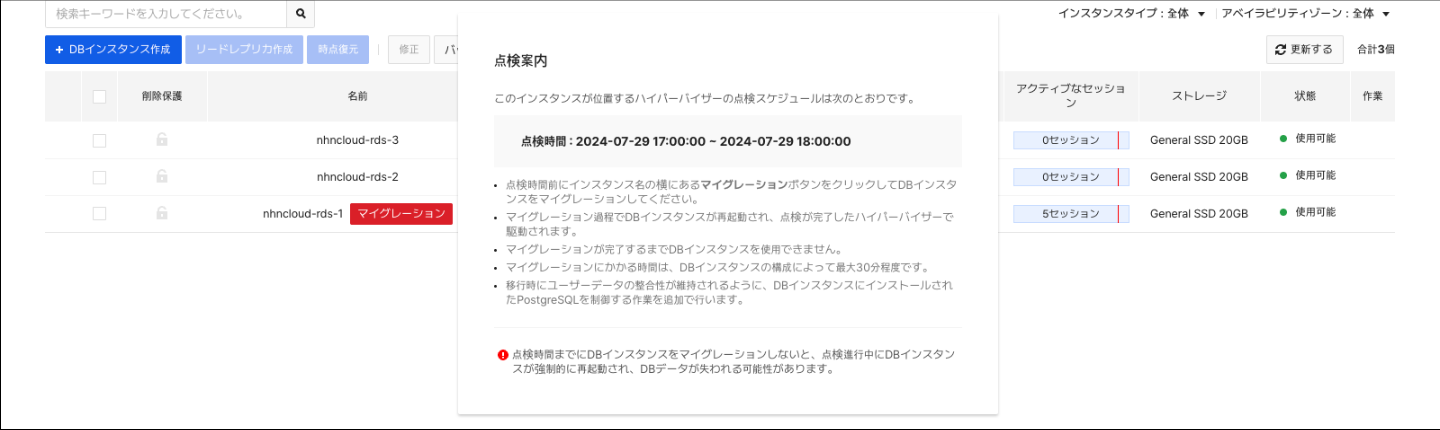 検索キーワードを入力してください。
インスタンスタイプ : 全体 アベイラビリティゾーン : 全体
+ DBインスタンス作成 リードレプリカ作成 時点復元 修正
更新する 合計3個
削除保護 名前
アクティブなセッション
ストレージ 状態 作業
nhncloud-rds-3 0セッション General SSD 20GB 使用可能
nhncloud-rds-2 0セッション General SSD 20GB 使用可能
nhncloud-rds-1 マイグレーション 5セッション General SSD 20GB 使用可能
点検案内
このインスタンスが位置するハイパーバイザーの点検スケジュールは次のとおりです。
点検時間 : 2024-07-29 17:00:00 ~ 2024-07-29 18:00:00
• 点検時間前にインスタンス名の横にあるマイグレーションボタンをクリックしてDBインスタ
ンスをマイグレーションしてください。
• マイグレーション過程でDBインスタンスが再起動され、点検が完了したハイパーバイザーで
駆動されます。
• マイグレーションが完了するまでDBインスタンスを使用できません。
• マイグレーションにかかる時間は、DBインスタンスの構成によって最大30分程度です。
• 移行時にユーザーデータの整合性が維持されるように、DBインスタンスにインストールされ
たPostgreSQLを制御する作業を追加で行います。
点検時間までにDBインスタンスをマイグレーションしないと、点検進行中にDBインスタン
スが強制的に再起動され、DBデータが失われる可能性があります。